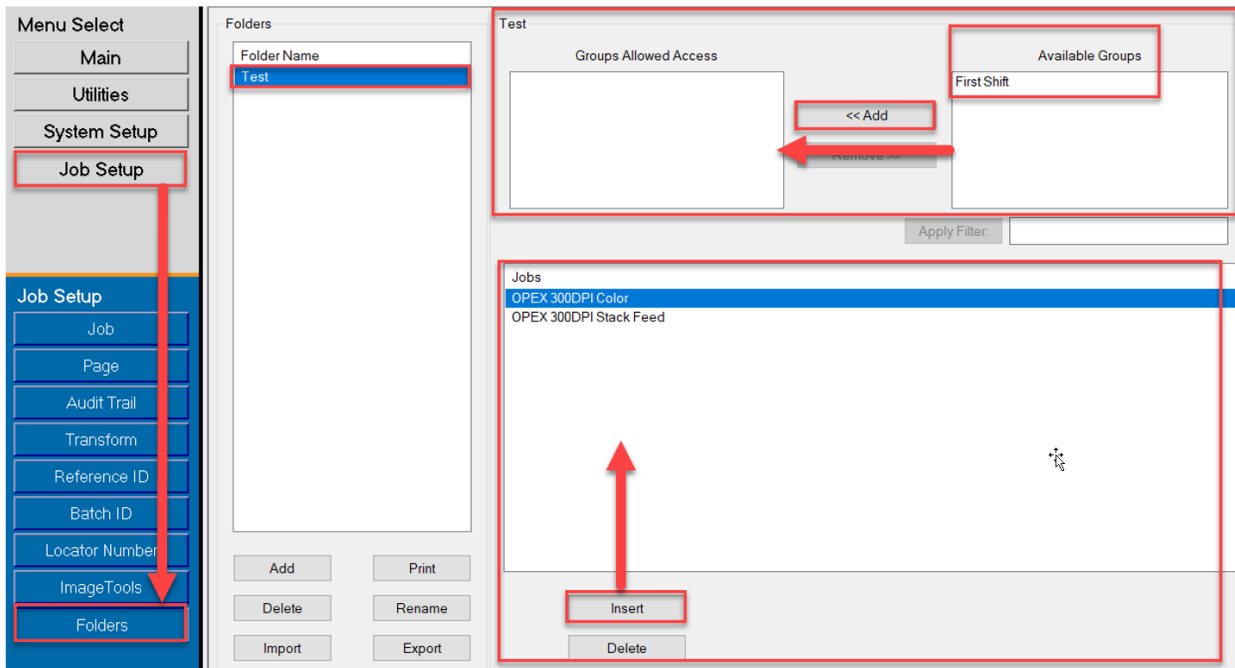 Menu Select
Main
Utilities
System Setup
Job Setup
Job Setup
Job
Page
Audit Trail
Transform
Reference ID
Batch ID
Locator Number
ImageTools
Folders
Folders
Folder Name
Test
Add
Print
Delete
Rename
Import
Export
Test
Groups Allowed Access
Available Groups
First Shift
<< Add
Remove >>
Apply Filter:
Jobs
OPEX 300DPI Color
OPEX 300DPI Stack Feed
Insert
Delete